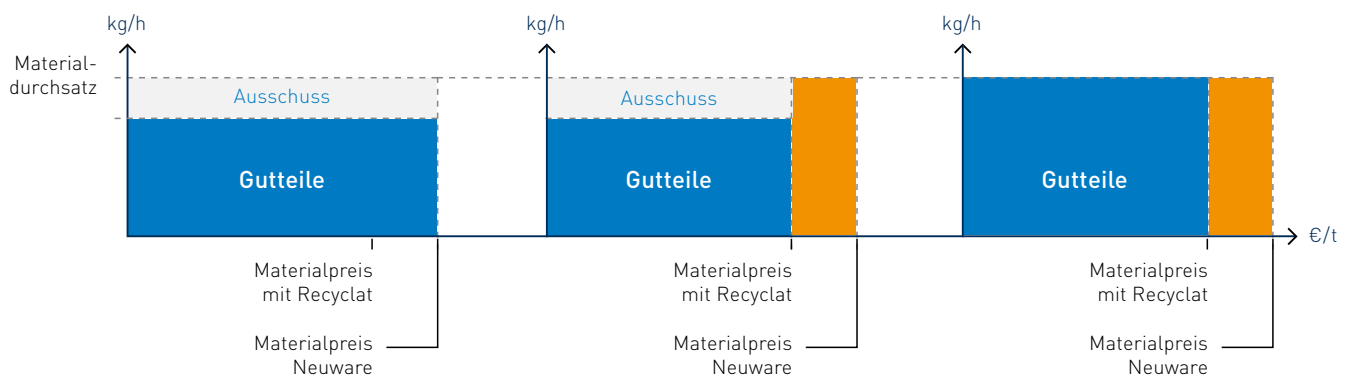 kg/h
kg/h
kg/h
Material-
durchsatz
Ausschuss
Ausschuss
Gutteile
Gutteile
Gutteile
€/t
Materialpreis
mit Recyclat
Materialpreis
mit Recyclat
Materialpreis
mit Recyclat
Materialpreis
Neuware
Materialpreis
Neuware
Materialpreis
Neuware